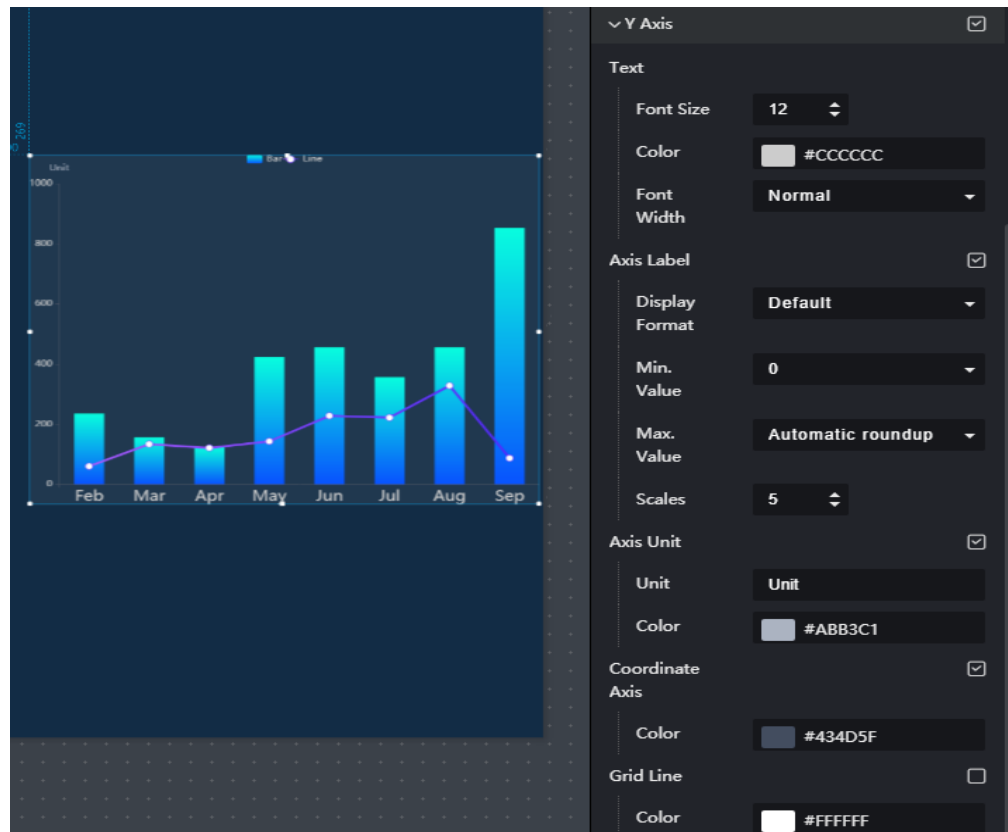 269
Unit
Bar Line
1000
800
600
400
200
0
Feb Mar Apr May Jun Jul Aug Sep
Y Axis
Text
Font Size 12
Color #CCCCCC
Font
Width
Normal
Axis Label
Display
Format
Default
Min.
Value
0
Max.
Value
Automatic roundup
Scales 5
Axis Unit
Unit Unit
Color #ABB3C1
Coordinate
Axis
Color #434D5F
Grid Line
Color #FFFFFF